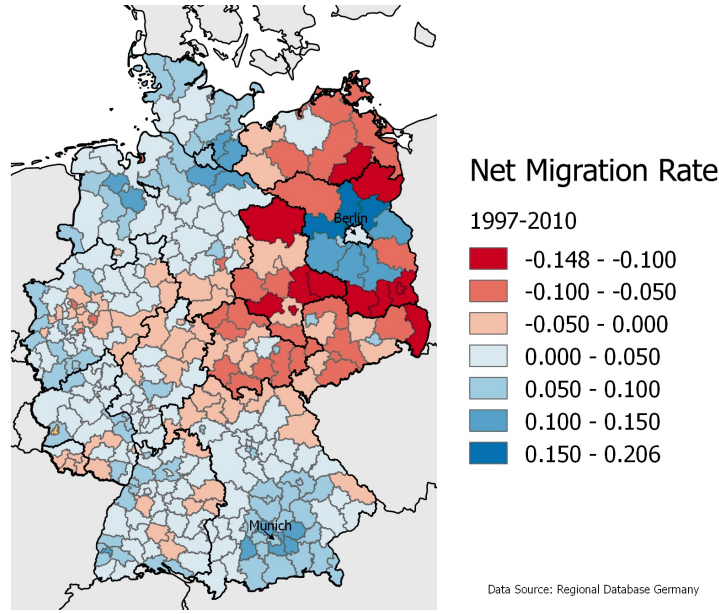 Net Migration Rate
1997-2010
-0.148 - -0.100
-0.100 - -0.050
-0.050 - 0.000
0.000 - 0.050
0.050 - 0.100
0.100 - 0.150
0.150 - 0.206
Berlin
Munich
Data Source: Regional Database Germany